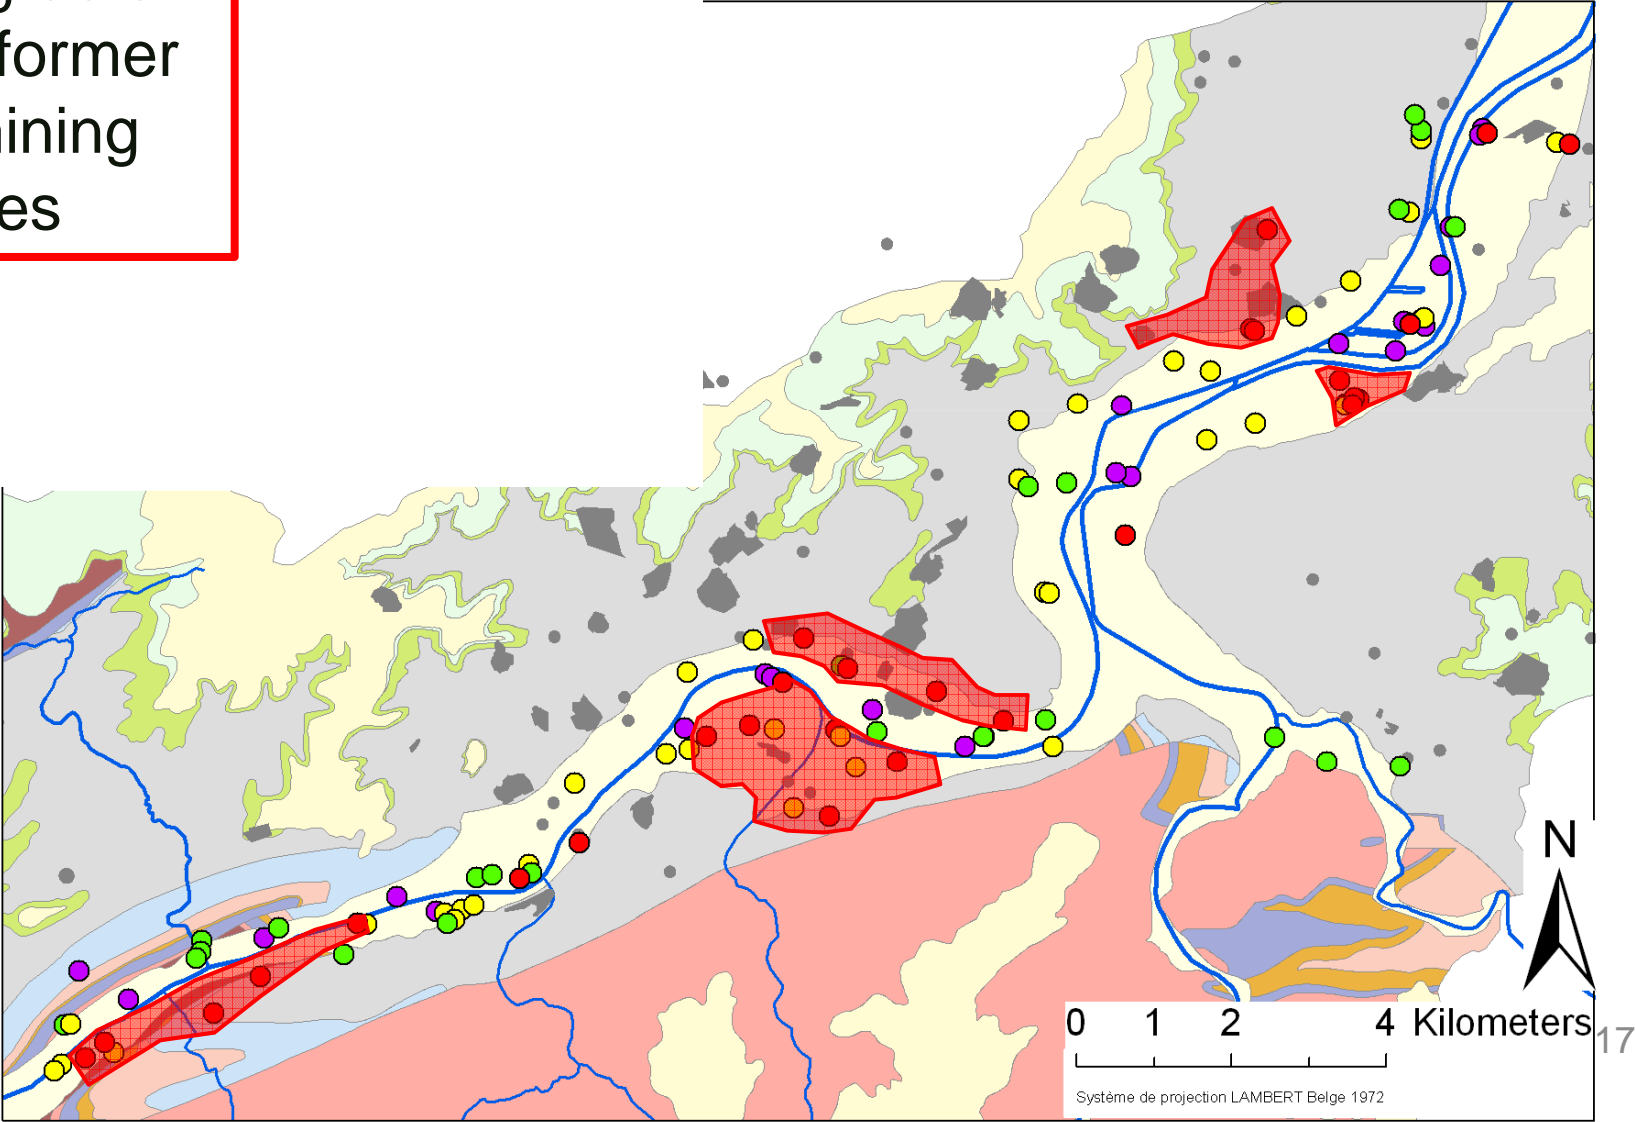 former
ining
es
N
0 1 2 4 Kilometers
17
Système de projection LAMBERT Belge 1972